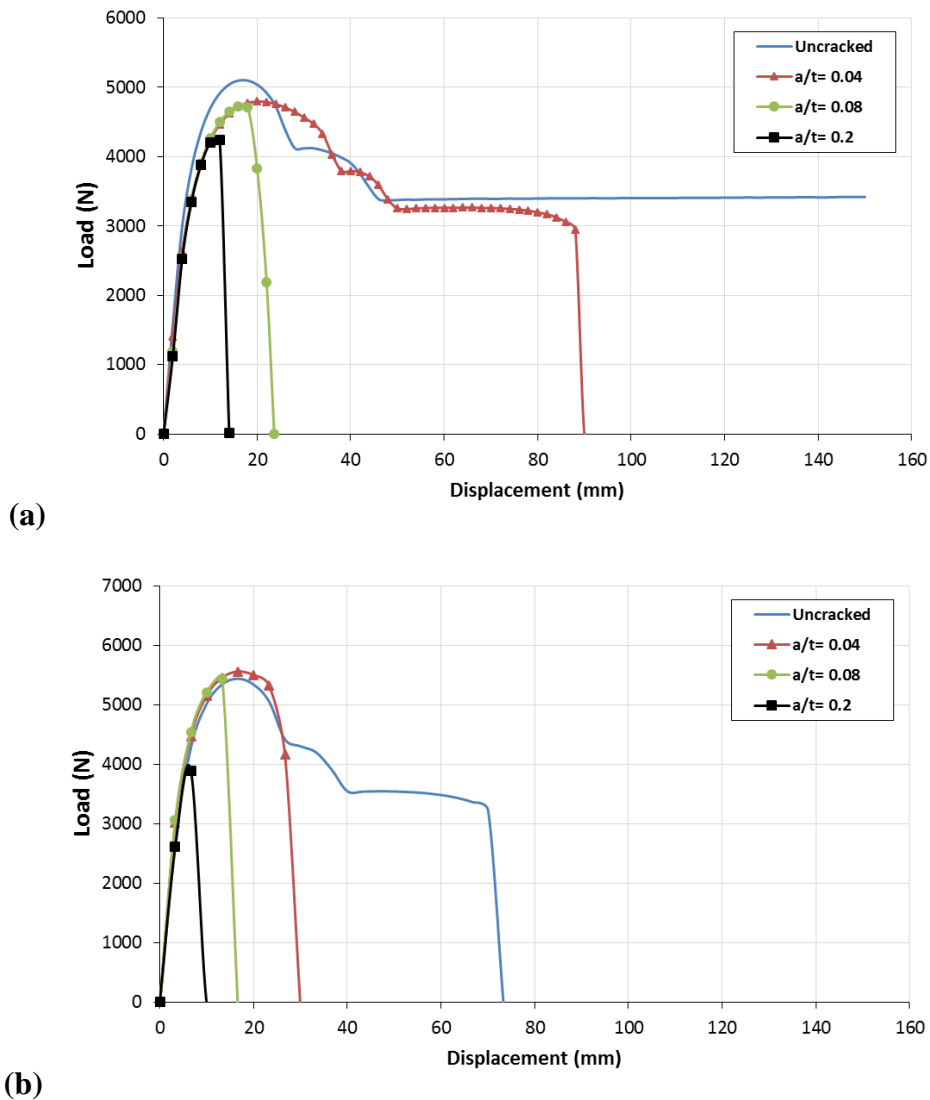 6000
5000
4000
3000
2000
1000
0
Load (N)
0 20 40 60 80 100 120 140 160
Displacement (mm)
Uncracked
a/t= 0.04
a/t= 0.08
a/t= 0.2
(a)
7000
6000
5000
4000
3000
2000
1000
0
Load (N)
0 20 40 60 80 100 120 140 160
Displacement (mm)
Uncracked
a/t= 0.04
a/t= 0.08
a/t= 0.2
(b)